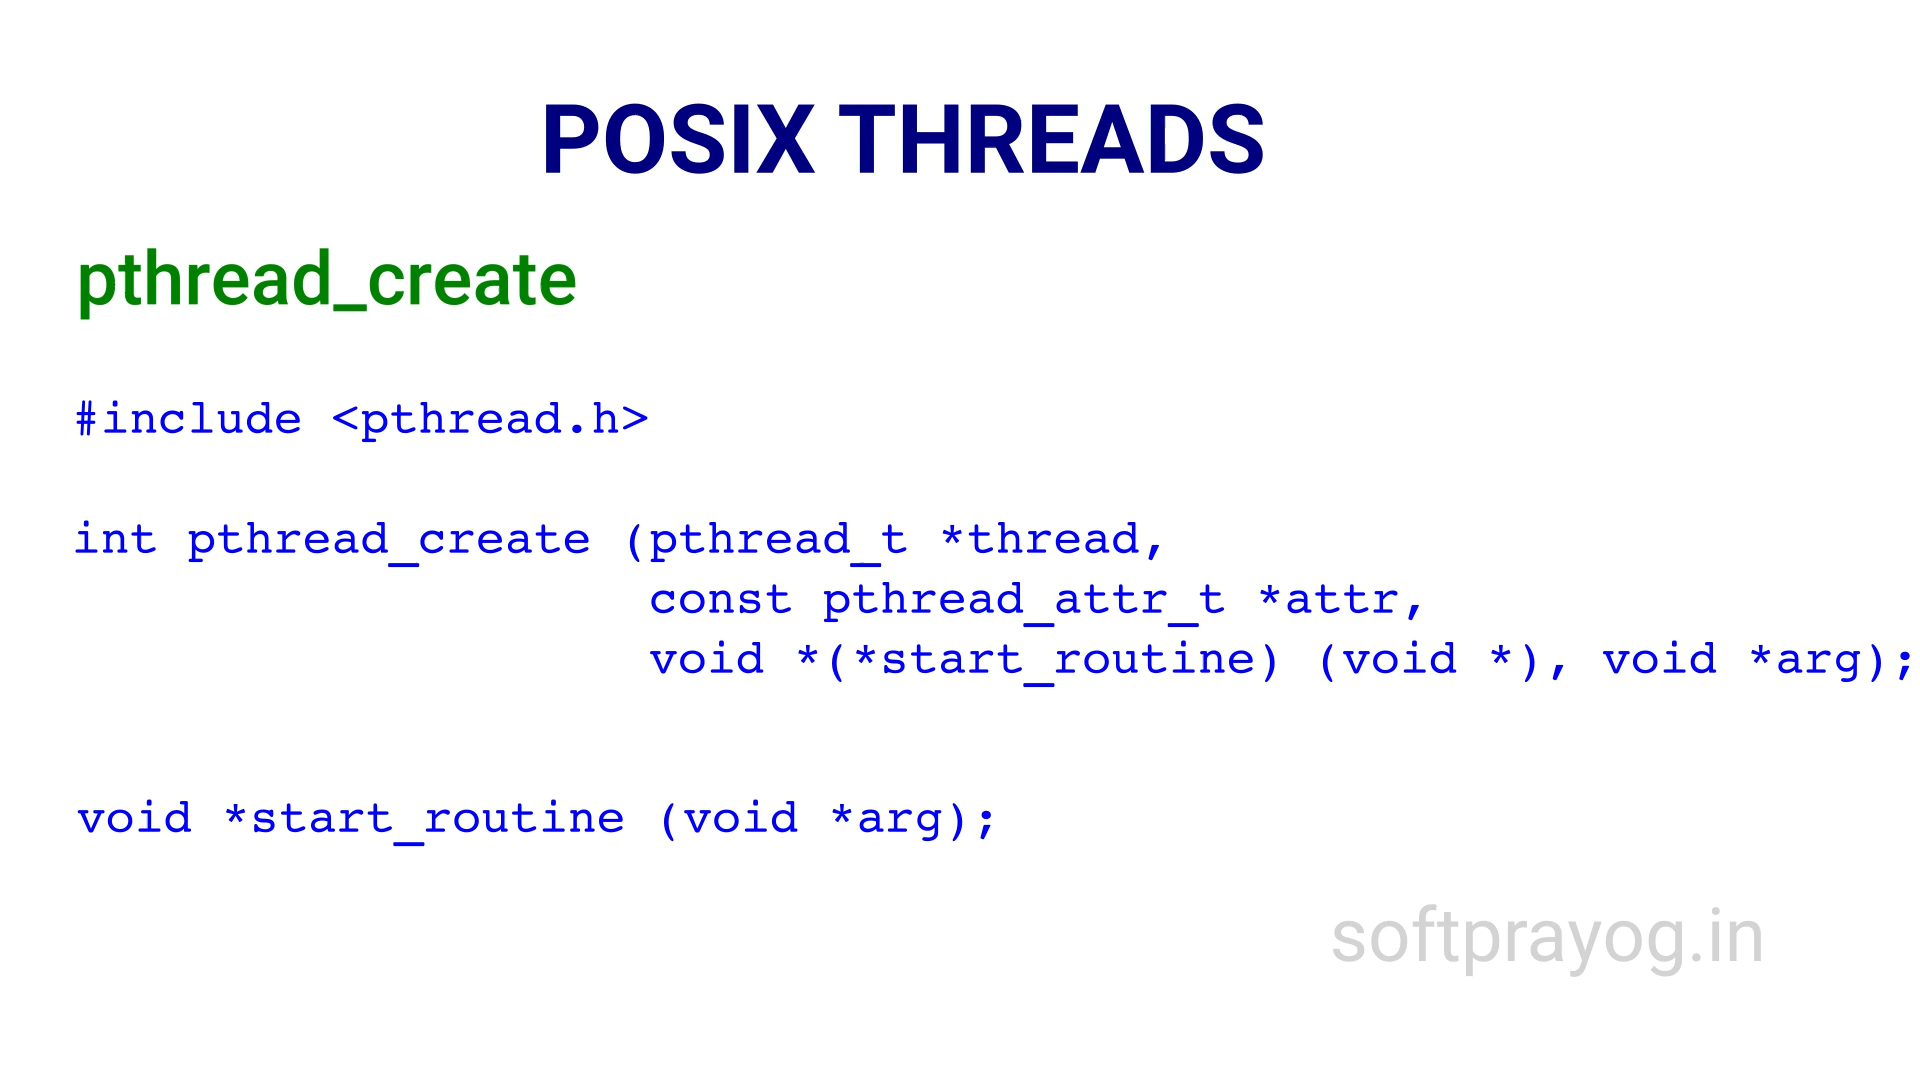 POSIX THREADS
pthread_create
#include <pthread.h>
int pthread_create (pthread_t *thread,
const pthread_attr_t *attr,
void *(*start_routine) (void *), void *arg);
void *start_routine (void *arg);
softprayog.in